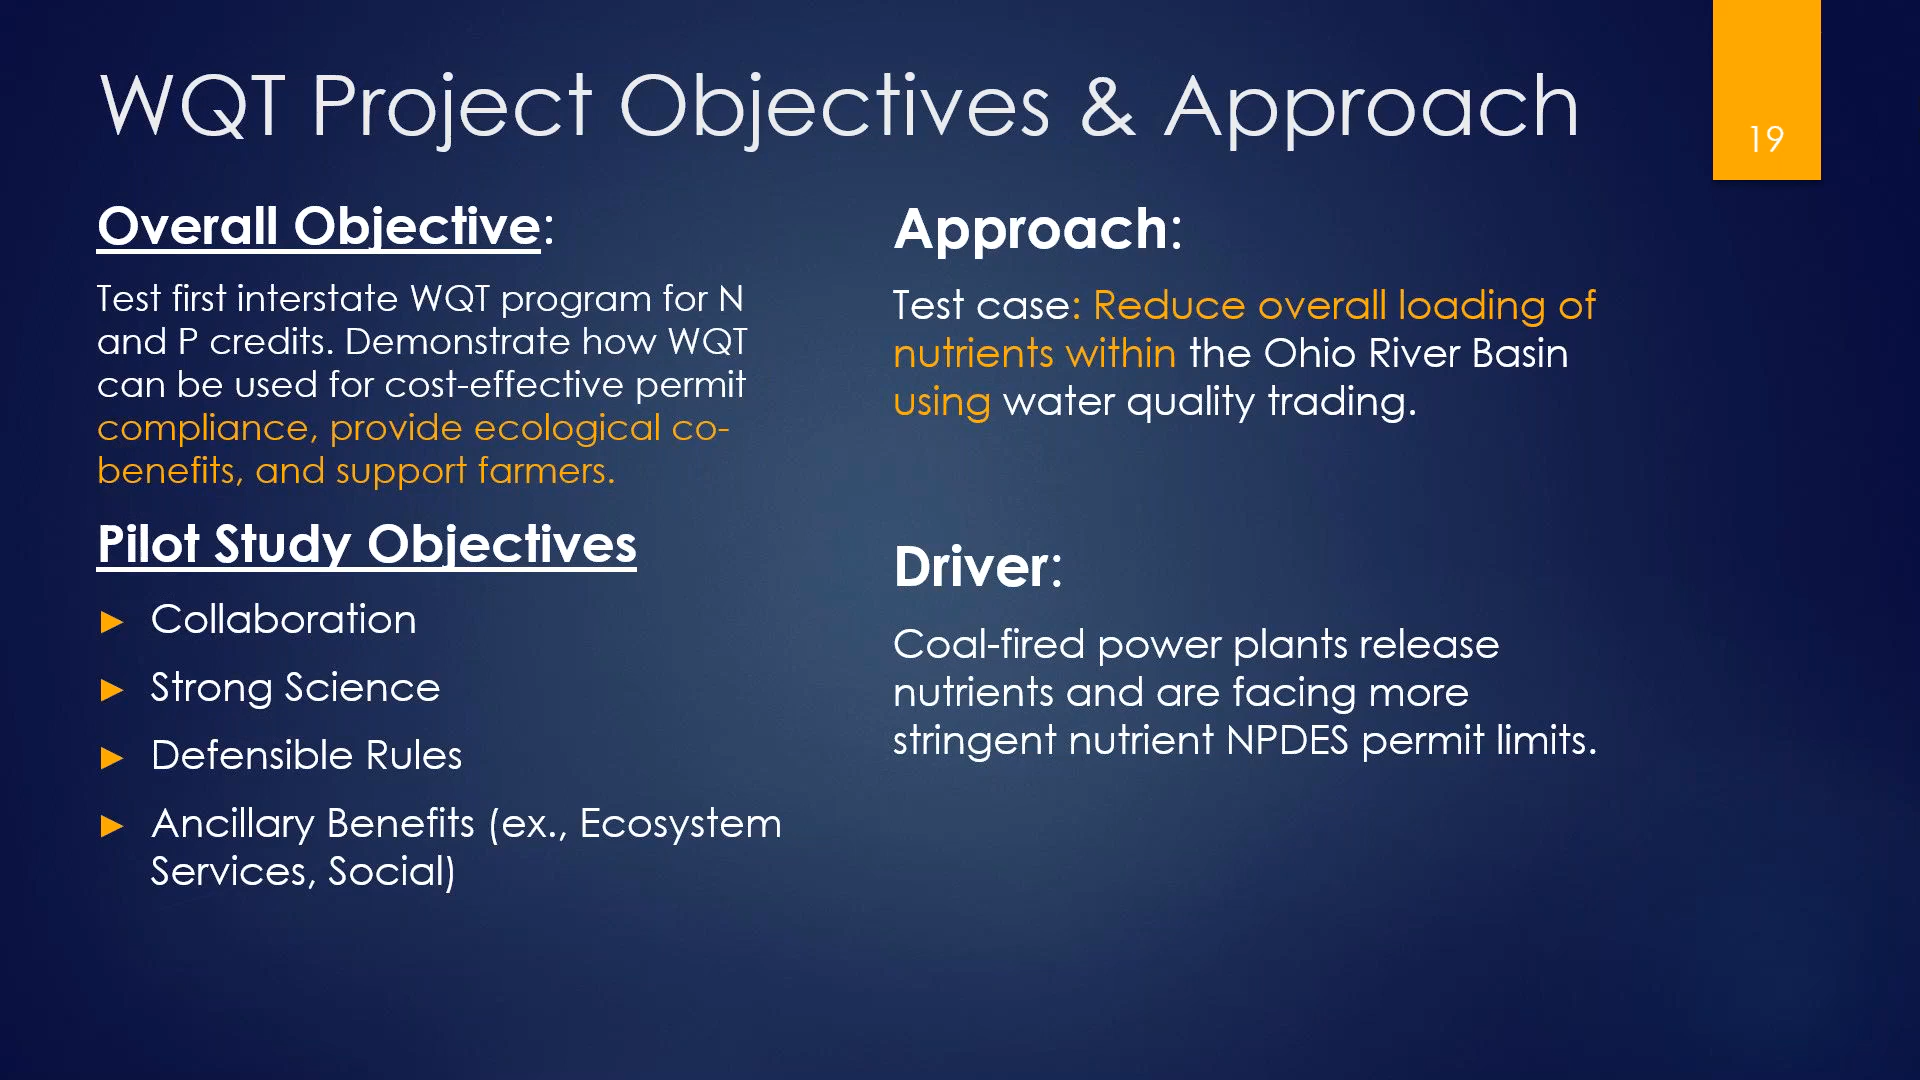 WQT Project Objectives & Approach
19
Overall Objective:
Test first interstate WQT program for N
and P credits. Demonstrate how WQT
can be used for cost-effective permit
compliance, provide ecological co-
benefits, and support farmers.
Pilot Study Objectives
► Collaboration
► Strong Science
► Defensible Rules
► Ancillary Benefits (ex., Ecosystem
Services, Social)
Approach:
Test case: Reduce overall loading of
nutrients within the Ohio River Basin
using water quality trading.
Driver:
Coal-fired power plants release
nutrients and are facing more
stringent nutrient NPDES permit limits.